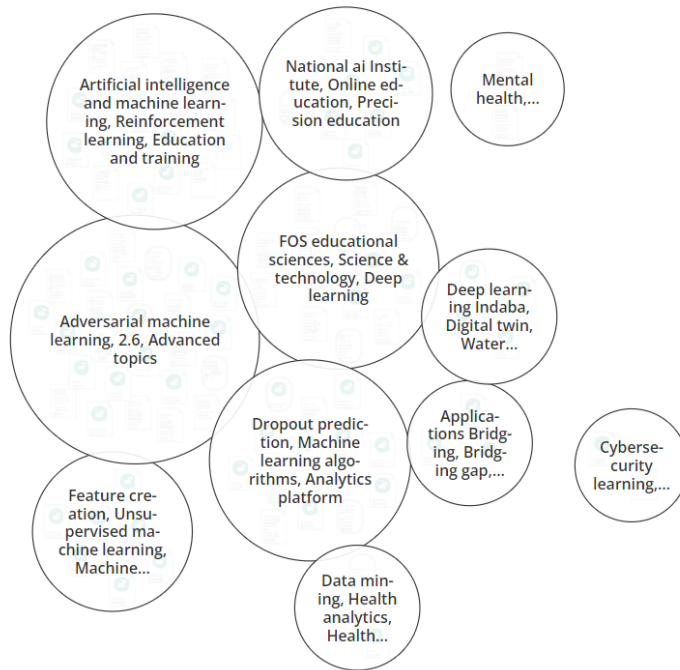 Artificial intelligence
and machine learn-
ing, Reinforcement
learning, Education
and training
National ai Insti-
tute, Online ed-
ucation, Preci-
sion education
Mental
health,...
FOS educational
sciences, Science &
technology, Deep
learning
Adversarial machine
learning, 2.6, Advanced
topics
Deep learn-
ing Indaba,
Digital twin,
Water...
Dropout predic-
tion, Machine
learning algo-
rithms, Analytics
platform
Applica-
tions Bridg-
ing, Bridg-
ing gap,...
Cyberse-
curity
learning,...
Feature cre-
ation, Unsu-
pervised ma-
chine learning,
Machine...
Data min-
ing, Health
analytics,
Health...